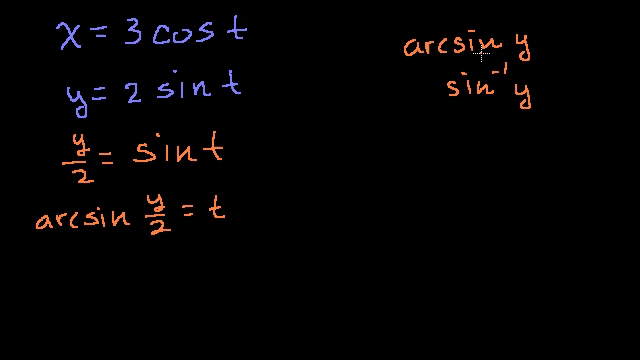 x = 3 cos t
y = 2 sin t
y/2 = sin t
arcsin y/2 = t
arcsin y
sin⁻¹ y